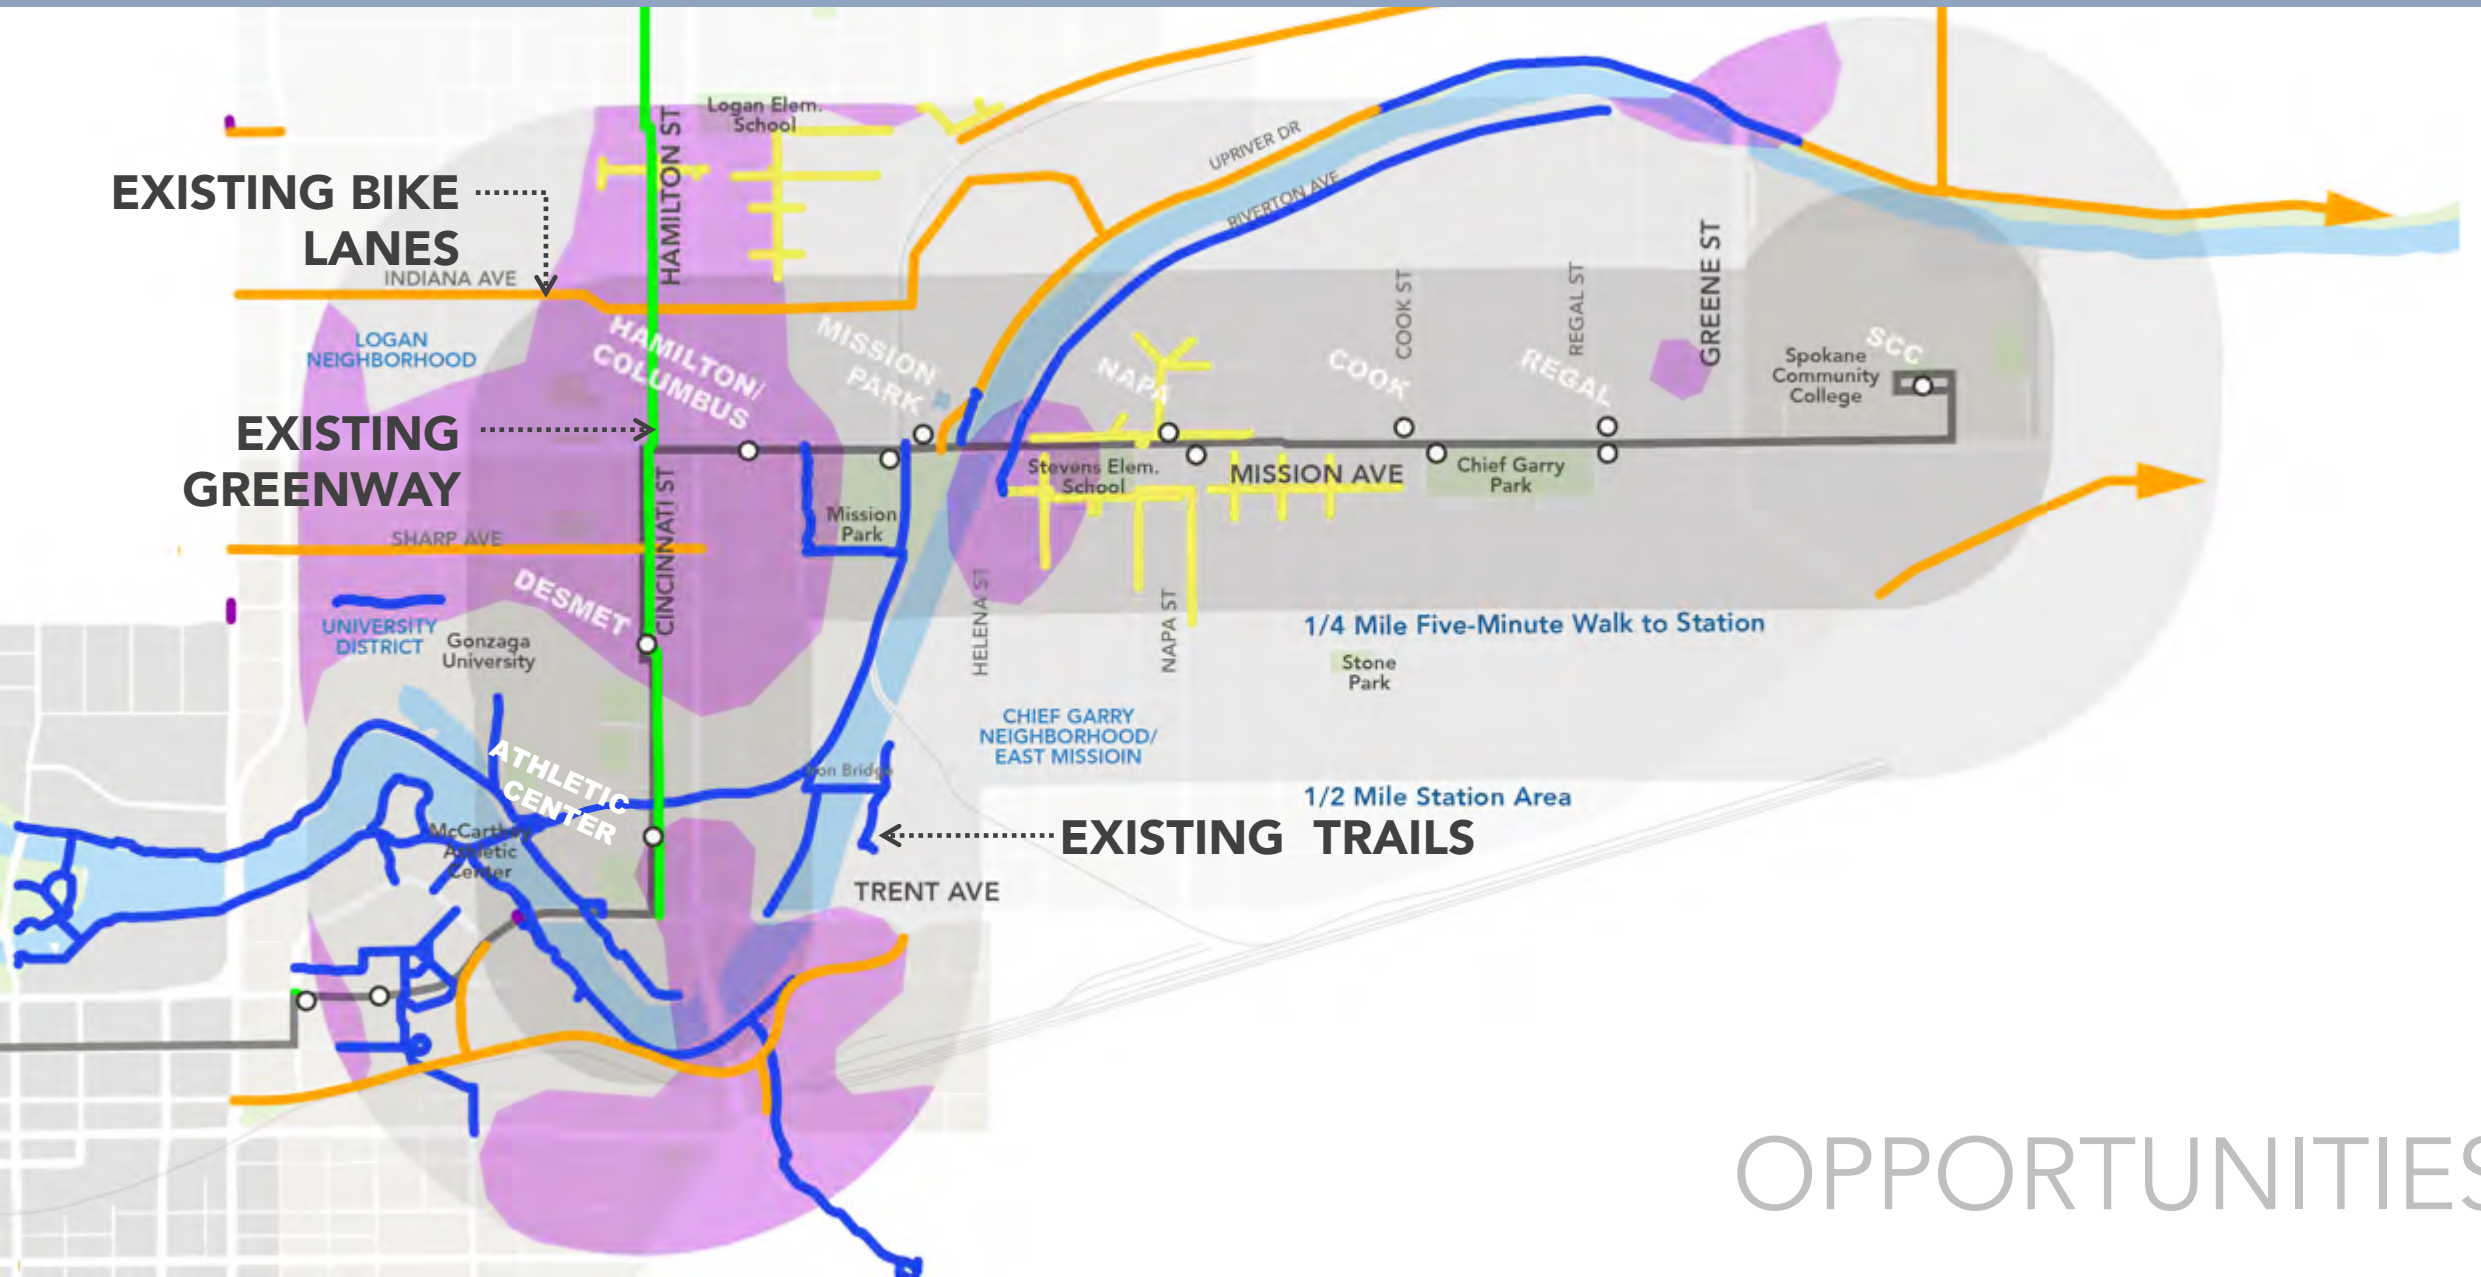 Logan Elem.
School
HAMILTON ST
UPRIVER DR
EXISTING BIKE
LANES
RIVERTON AVE
INDIANA AVE
GREENE ST
COOK ST
REGAL ST
LOGAN
NEIGHBORHOOD
HAMILTON/
COLUMBUS
MISSION
PARK
NAPA
COOK
REGAL
SCC
Spokane
Community
College
EXISTING
GREENWAY
Stevens Elem.
School
MISSION AVE
Chief Garry
Park
CINCINNATI ST
Mission
Park
SHARP AVE
DESMET
HELENA ST
NAPA ST
UNIVERSITY
DISTRICT
Gonzaga
University
1/4 Mile Five-Minute Walk to Station
Stone
Park
CHIEF GARRY
NEIGHBORHOOD/
EAST MISSIOIN
ATHLETIC
CENTER
Bridge
1/2 Mile Station Area
McCarthey
Athletic
Center
EXISTING TRAILS
TRENT AVE
OPPORTUNITIES